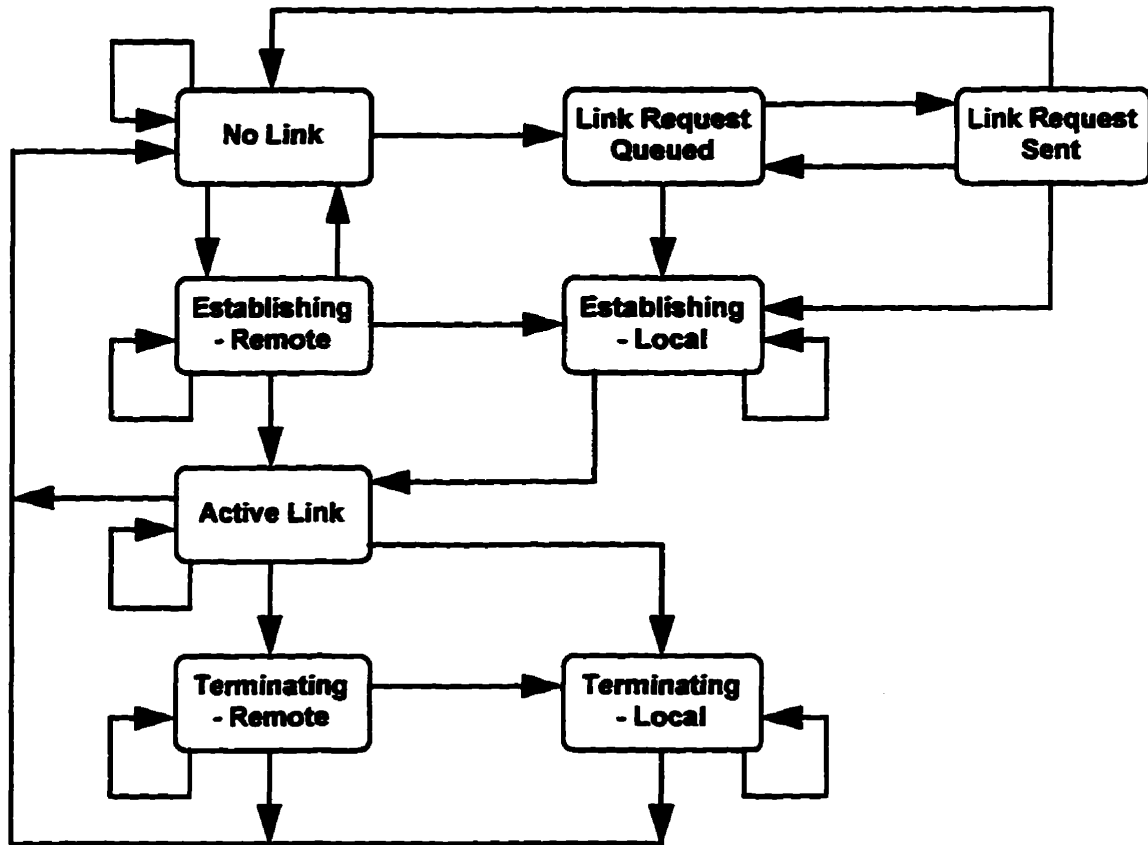 No Link
Link Request
Queued
Link Request
Sent
Establishing
- Remote
Establishing
- Local
Active Link
Terminating
- Remote
Terminating
- Local